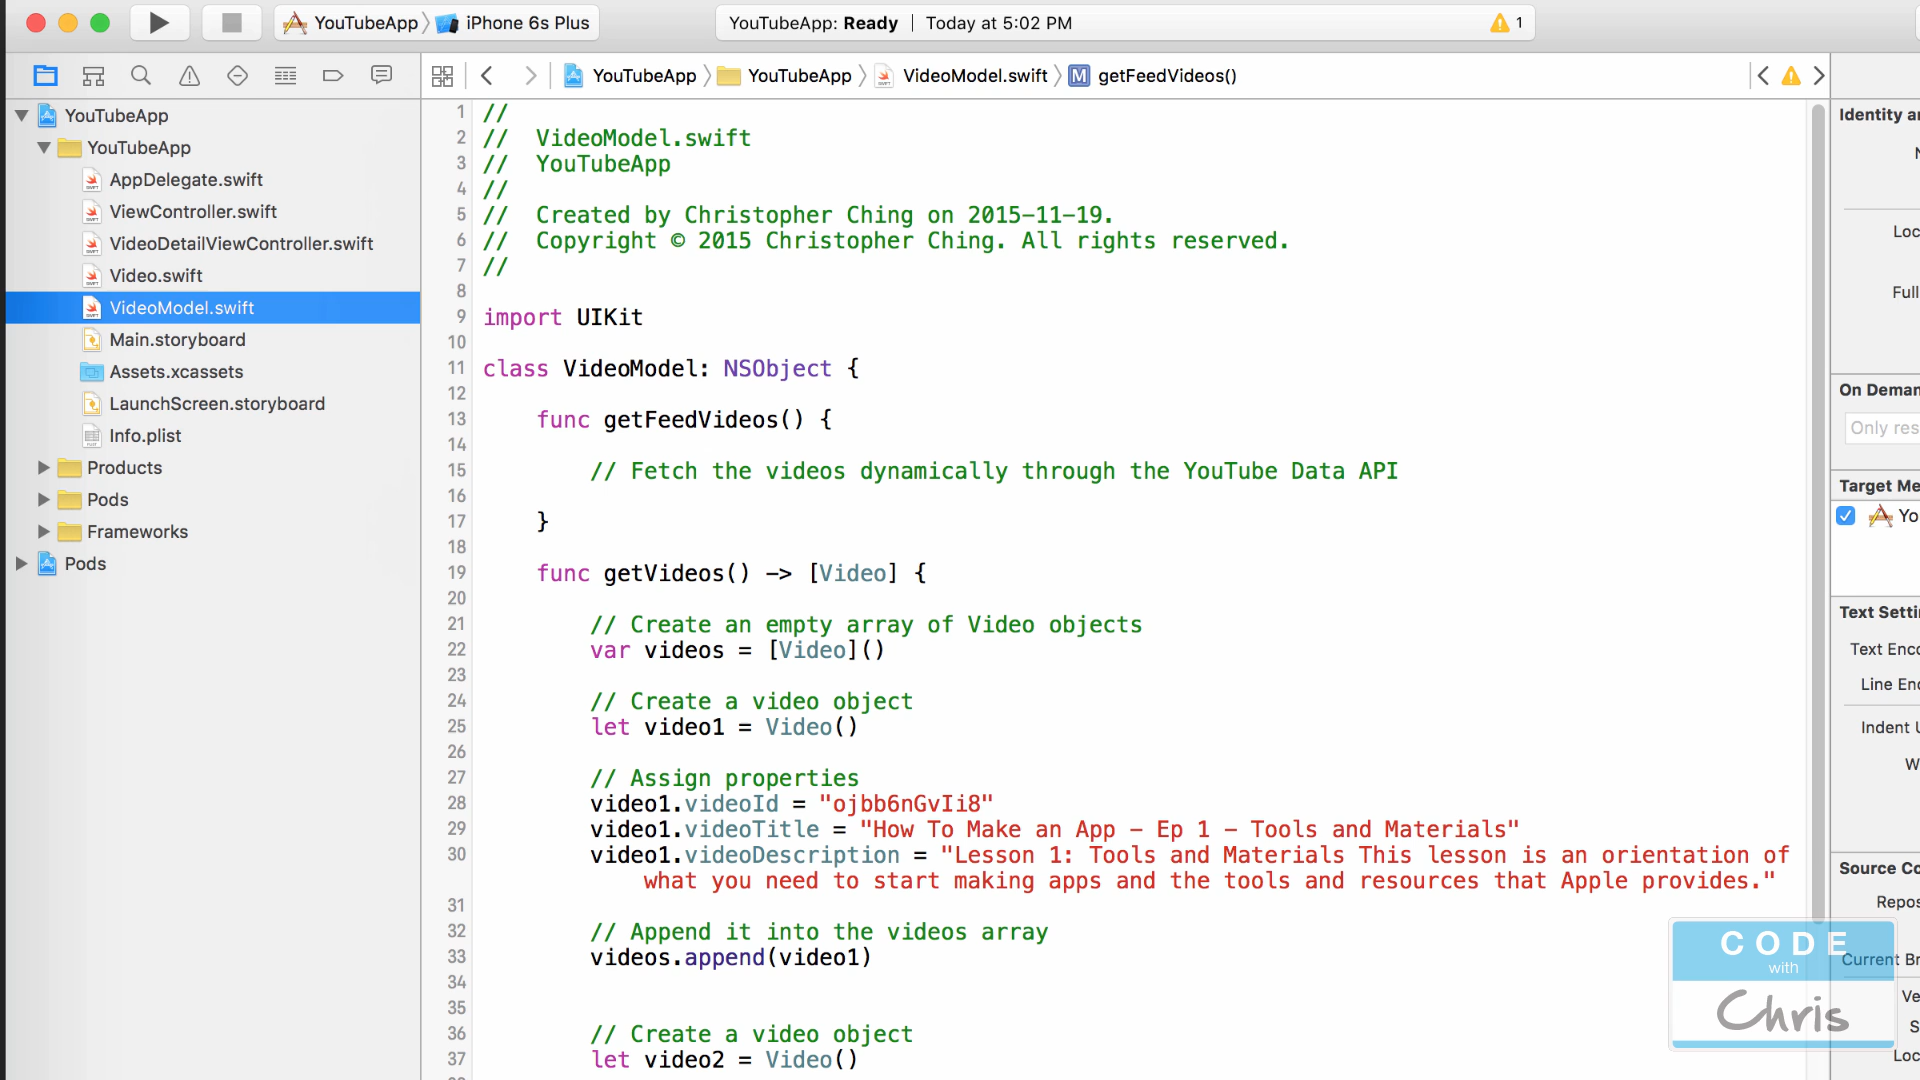 YouTubeApp iPhone 6s Plus
YouTubeApp: Ready | Today at 5:02 PM
1
YouTubeApp YouTubeApp VideoModel.swift M getFeedVideos()
YouTubeApp
YouTubeApp
AppDelegate.swift
ViewController.swift
VideoDetailViewController.swift
Video.swift
VideoModel.swift
Main.storyboard
Assets.xcassets
LaunchScreen.storyboard
Info.plist
Products
Pods
Frameworks
Pods
1 //
2 // VideoModel.swift
3 // YouTubeApp
4 //
5 // Created by Christopher Ching on 2015-11-19.
6 // Copyright © 2015 Christopher Ching. All rights reserved.
7 //
8
9 import UIKit
10
11 class VideoModel: NSObject {
12
13 func getFeedVideos() {
14
15 // Fetch the videos dynamically through the YouTube Data API
16
17 }
18
19 func getVideos() -> [Video] {
20
21 // Create an empty array of Video objects
22 var videos = [Video]()
23
24 // Create a video object
25 let video1 = Video()
26
27 // Assign properties
28 video1.videoId = "ojbb6nGvIi8"
29 video1.videoTitle = "How To Make an App - Ep 1 - Tools and Materials"
30 video1.videoDescription = "Lesson 1: Tools and Materials This lesson is an orientation of
what you need to start making apps and the tools and resources that Apple provides."
31
32 // Append it into the videos array
33 videos.append(video1)
34
35
36 // Create a video object
37 let video2 = Video()
Identity
Loc
Full
On Deman
Only res
Target Me
Yo
Text Setti
Text Enco
Line End
Indent U
W
Source Co
Repos
Current Br
Ve
S
Loc
CODE
with
Chris